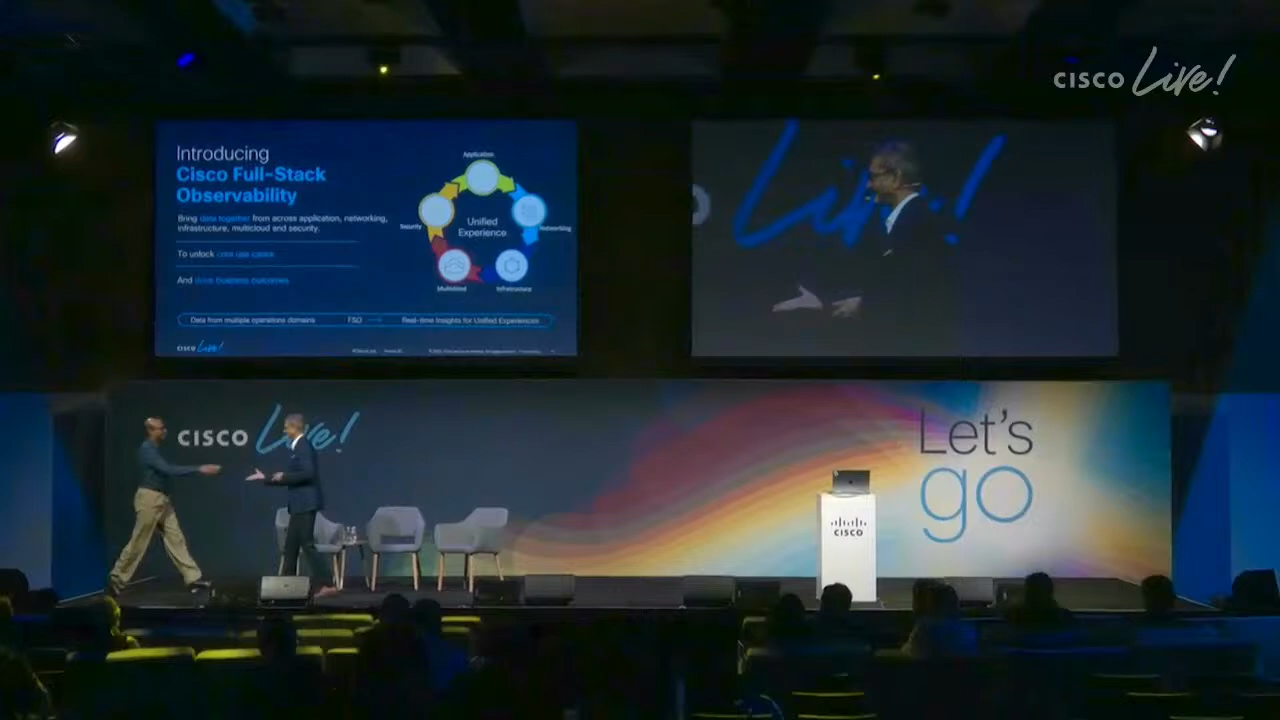 CISCO Live!
Introducing
Cisco Full-Stack
Observability
Bring data together from across application, networking,
infrastructure, multicloud and security.
To unlock core use cases
And drive business outcomes
Application
Security
Networking
Unified
Experience
Multicloud
Infrastructure
Data from multiple operations domains
FSO
Real-time Insights for Unified Experiences
CISCO Live!
Live!
CISCO Live!
Let's
go
CISCO